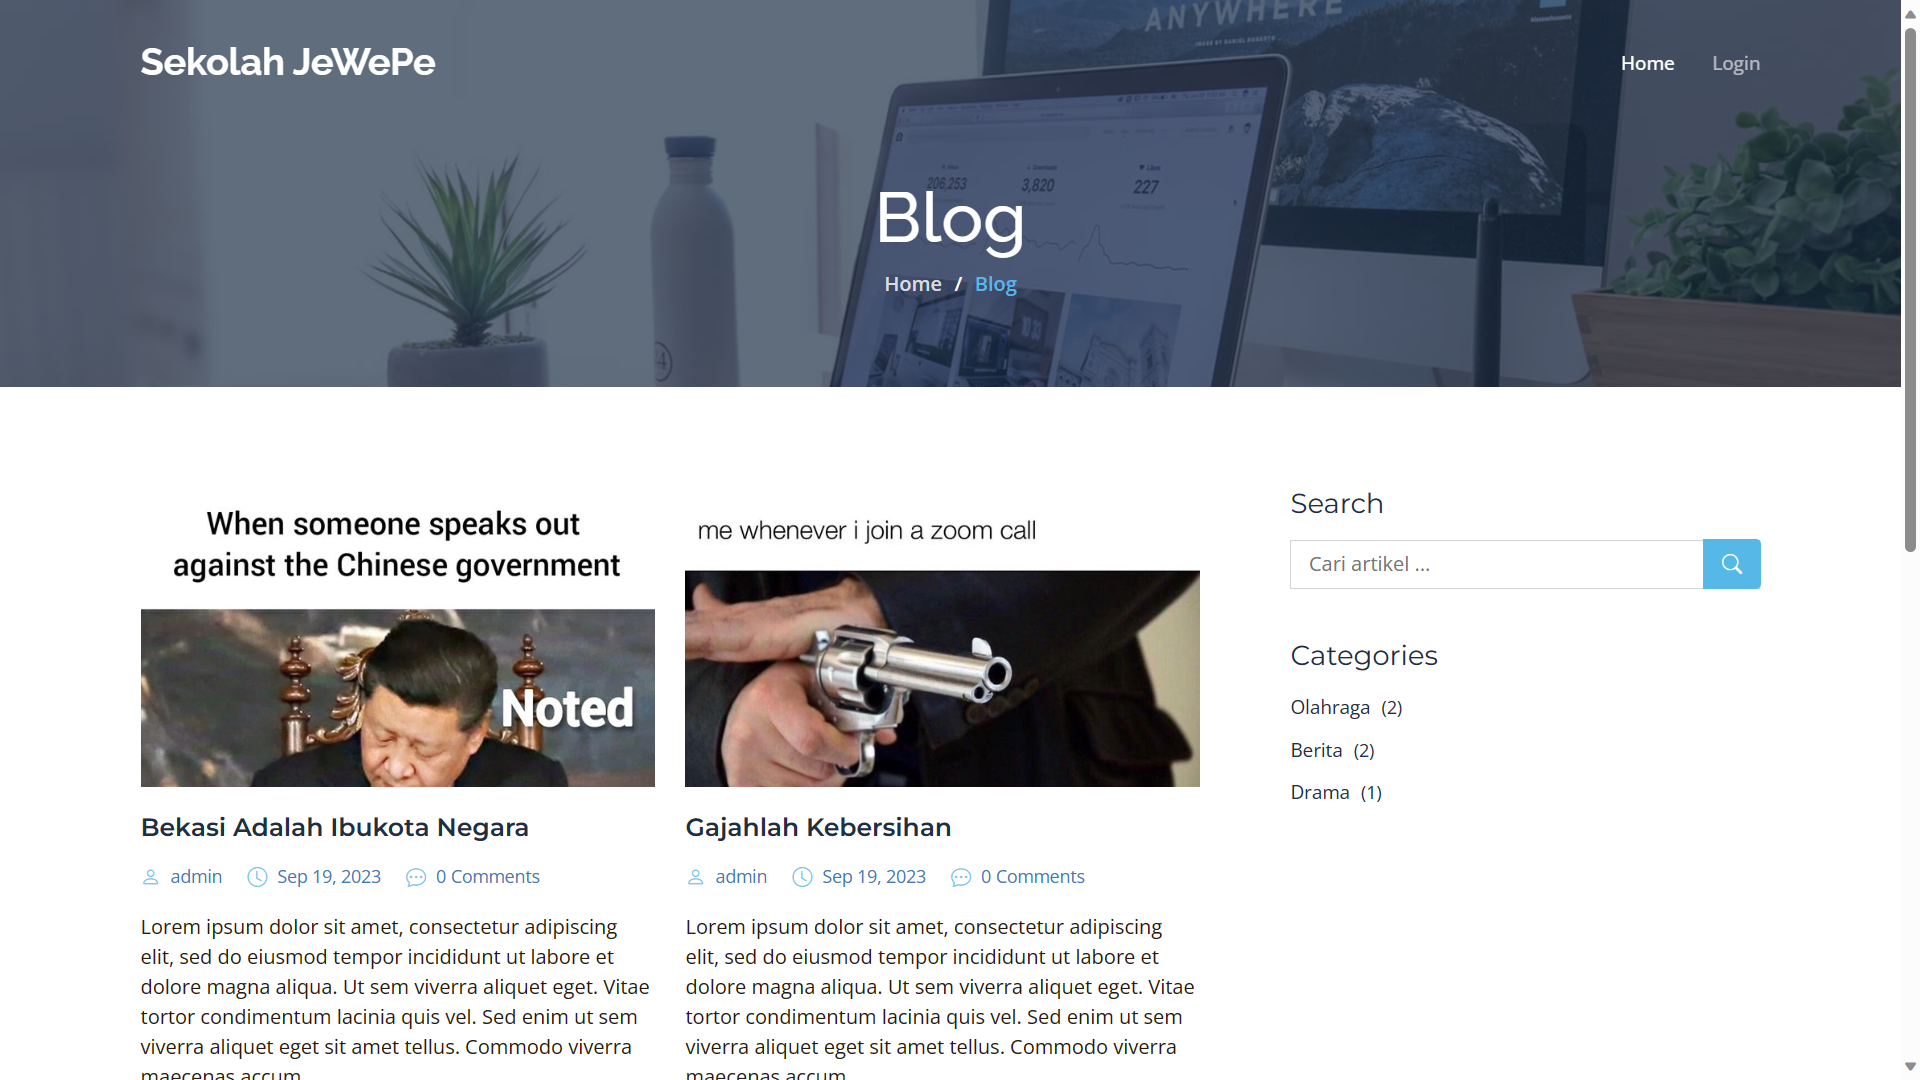 Sekolah JeWePe
Home
Login
ANYWHERE
206,253
3,820
227
Blog
Home / Blog
When someone speaks out
against the Chinese government
Noted
Bekasi Adalah Ibukota Negara
admin
Sep 19, 2023
0 Comments
Lorem ipsum dolor sit amet, consectetur adipiscing
elit, sed do eiusmod tempor incididunt ut labore et
dolore magna aliqua. Ut sem viverra aliquet eget. Vitae
tortor condimentum lacinia quis vel. Sed enim ut sem
viverra aliquet eget sit amet tellus. Commodo viverra
maecenas accum
me whenever i join a zoom call
Gajahlah Kebersihan
admin
Sep 19, 2023
0 Comments
Lorem ipsum dolor sit amet, consectetur adipiscing
elit, sed do eiusmod tempor incididunt ut labore et
dolore magna aliqua. Ut sem viverra aliquet eget. Vitae
tortor condimentum lacinia quis vel. Sed enim ut sem
viverra aliquet eget sit amet tellus. Commodo viverra
maecenas accum
Search
Cari artikel ...
Categories
Olahraga (2)
Berita (2)
Drama (1)